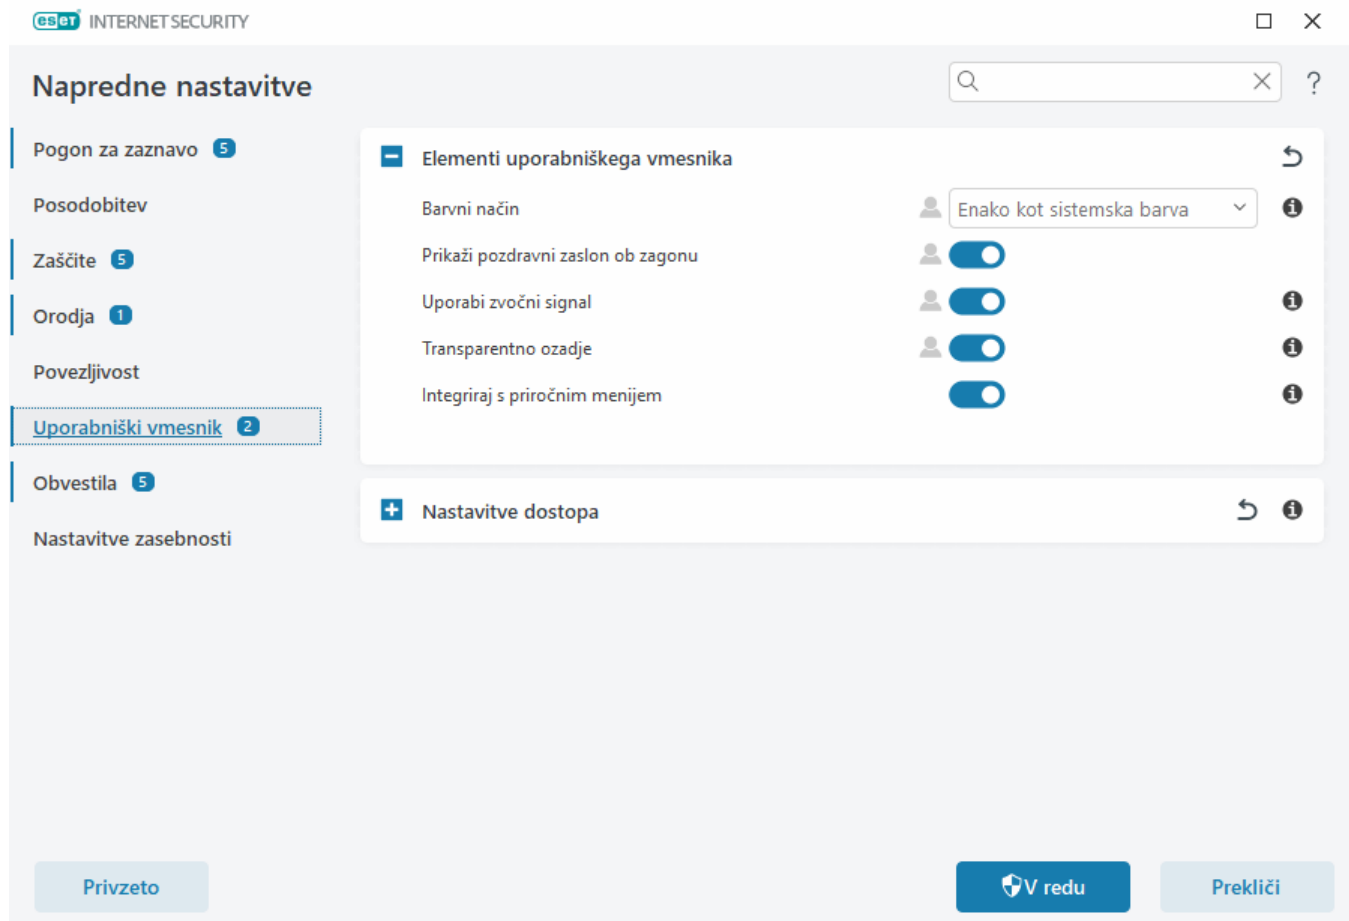 eset INTERNET SECURITY
Napredne nastavitve
?
Pogon za zaznavo 5
Posodobitev
Zaščite 5
Orodja 1
Povezljivost
Uporabniški vmesnik 2
Obvestila 5
Nastavitve zasebnosti
Elementi uporabniškega vmesnika
Barvni način
Enako kot sistemska barva
Prikaži pozdravni zaslon ob zagonu
Uporabi zvočni signal
Transparentno ozadje
Integriraj s priročnim menijem
Nastavitve dostopa
Privzeto
V redu
Prekliči